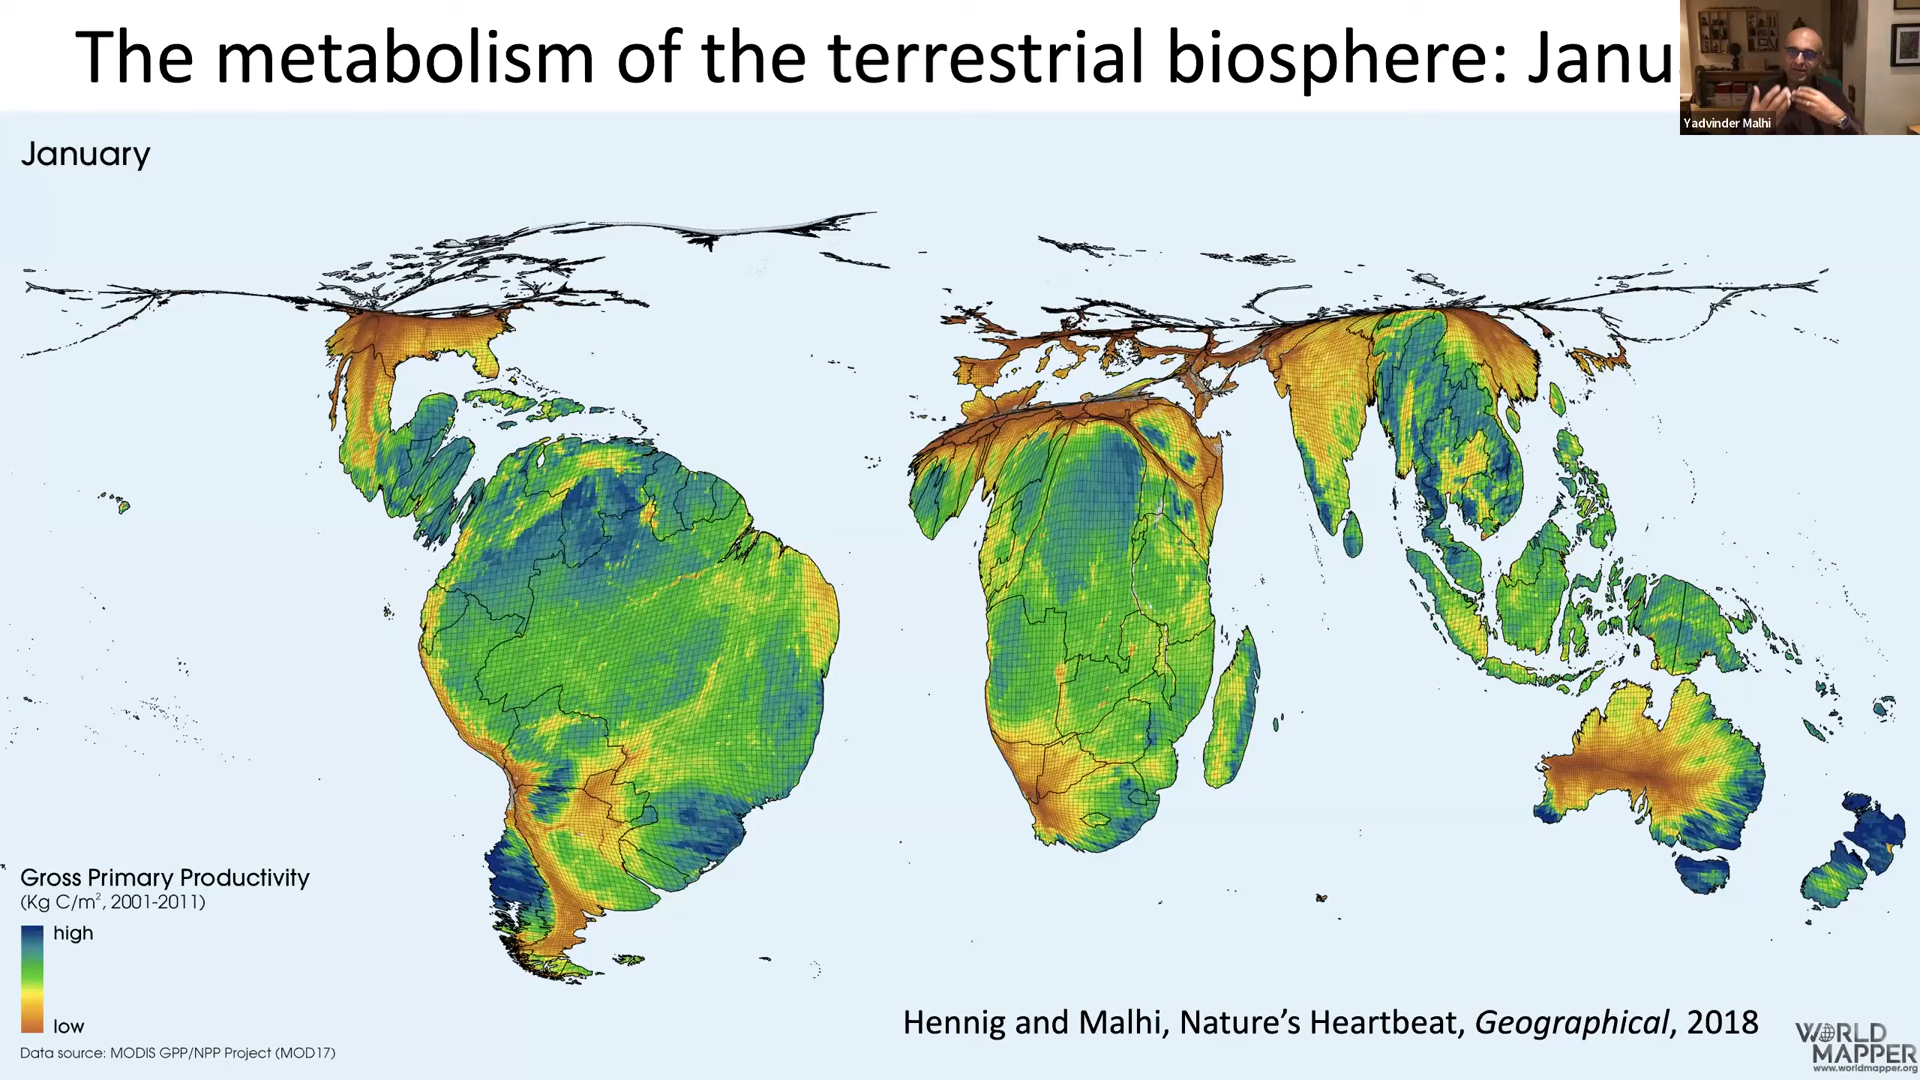 The metabolism of the terrestrial biosphere: Janu
Yadvinder Malhi
January
Gross Primary Productivity
(Kg C/m², 2001-2011)
high
low
Data source: MODIS GPP/NPP Project (MOD17)
Hennig and Malhi, Nature’s Heartbeat, Geographical, 2018
WORLD
MAPPER
www.worldmapper.org